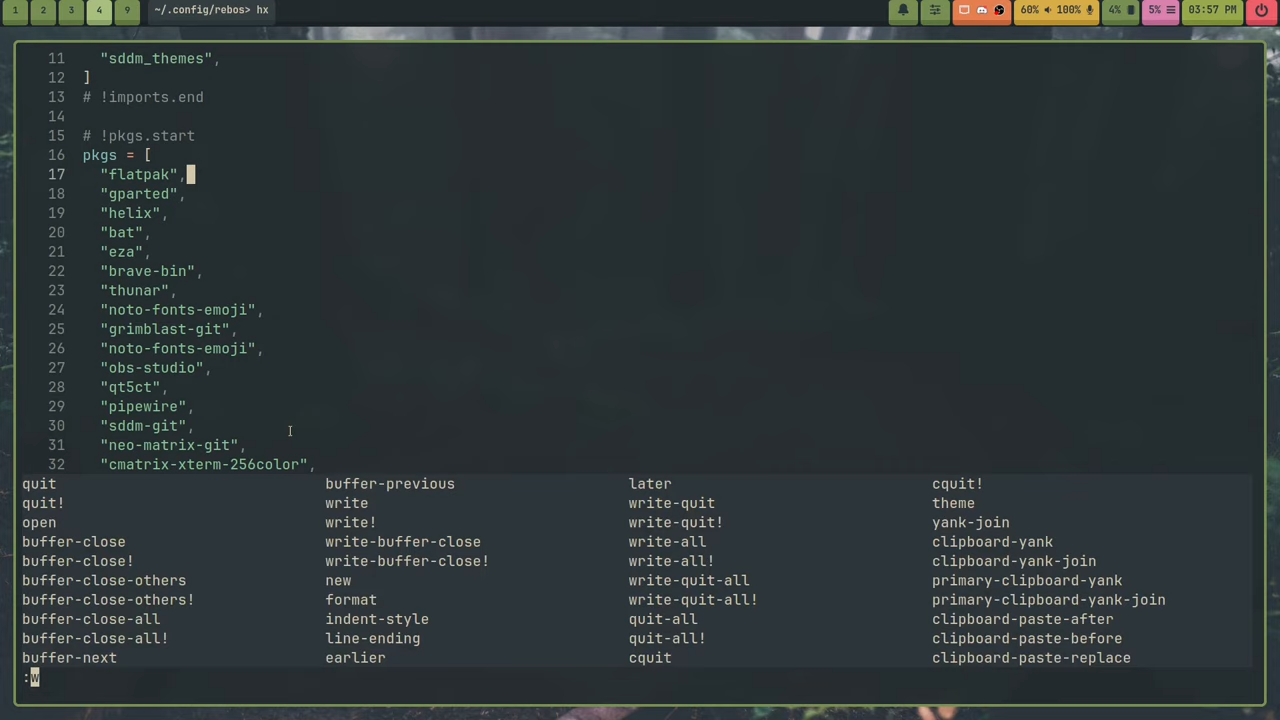 1 2 3 4 9 ~/.config/rebos> hx 60% 100% 4% 5% 03:57 PM
11 "sddm_themes",
12 ]
13 # !imports.end
14
15 # !pkgs.start
16 pkgs = [
17 "flatpak",
18 "gparted",
19 "helix",
20 "bat",
21 "eza",
22 "brave-bin",
23 "thunar",
24 "noto-fonts-emoji",
25 "grimblast-git",
26 "noto-fonts-emoji",
27 "obs-studio",
28 "qt5ct",
29 "pipewire",
30 "sddm-git",
31 "neo-matrix-git",
32 "cmatrix-xterm-256color",
quit buffer-previous later cquit!
quit! write write-quit theme
open write! write-quit! yank-join
buffer-close write-buffer-close write-all clipboard-yank
buffer-close! write-buffer-close! write-all! clipboard-yank-join
buffer-close-others new write-quit-all primary-clipboard-yank
buffer-close-others! format write-quit-all! primary-clipboard-yank-join
buffer-close-all indent-style quit-all clipboard-paste-after
buffer-close-all! line-ending quit-all! clipboard-paste-before
buffer-next earlier cquit clipboard-paste-replace
:w